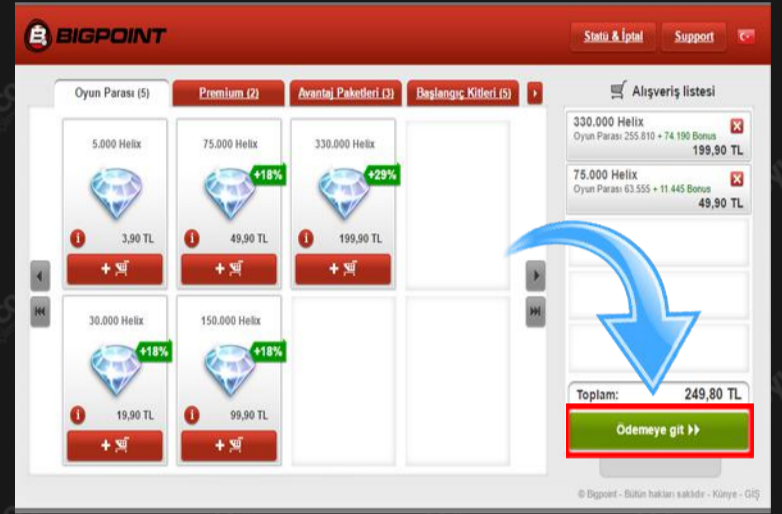 BIGPOINT
Statü & İptal
Support
Oyun Parası (5)
Premium (2)
Avantaj Paketleri (3)
Başlangıç Kitleri (5)
Alışveriş listesi
5.000 Helix
75.000 Helix
330.000 Helix
+18%
+29%
3,90 TL
49,90 TL
199,90 TL
30.000 Helix
150.000 Helix
+18%
+18%
19,90 TL
99,90 TL
330.000 Helix
Oyun Parası 255.810 + 74.190 Bonus
199,90 TL
75.000 Helix
Oyun Parası 63.555 + 11.445 Bonus
49,90 TL
Toplam: 249,80 TL
Ödemeye git
© Bigpoint - Bütün hakları saklıdır - Künye - GİŞ